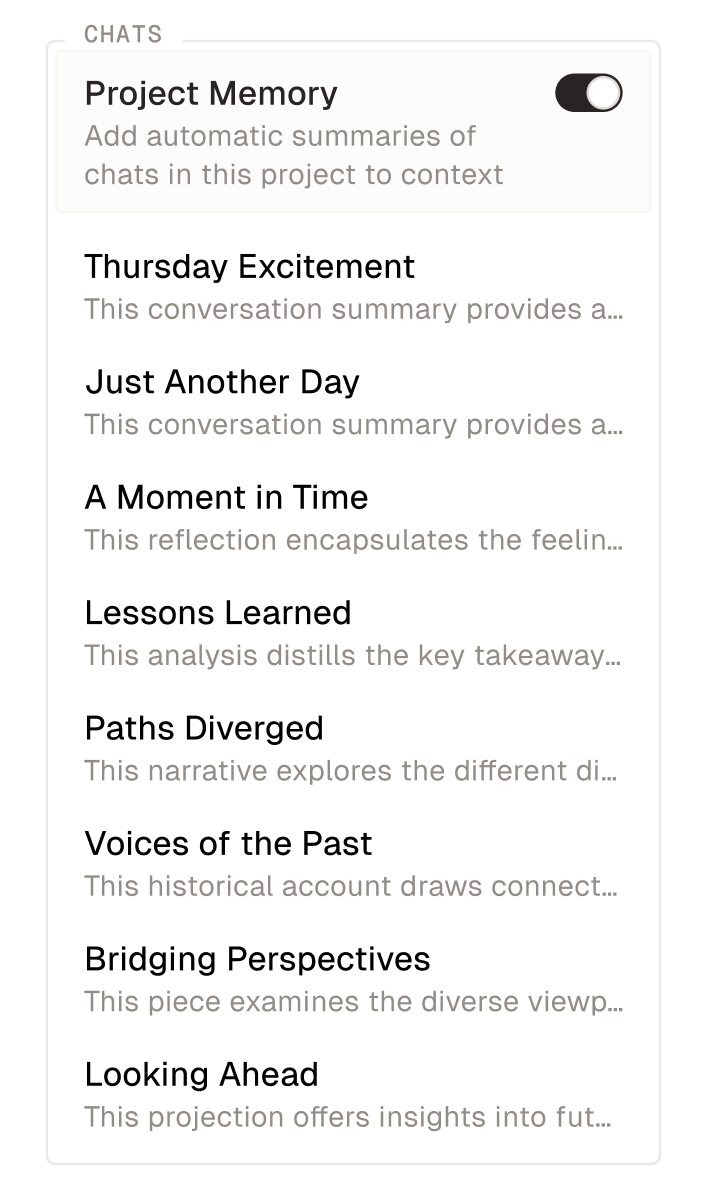 CHATS
Project Memory
Add automatic summaries of
chats in this project to context
Thursday Excitement
This conversation summary provides a...
Just Another Day
This conversation summary provides a...
A Moment in Time
This reflection encapsulates the feelin...
Lessons Learned
This analysis distills the key takeaway...
Paths Diverged
This narrative explores the different di...
Voices of the Past
This historical account draws connect...
Bridging Perspectives
This piece examines the diverse viewp...
Looking Ahead
This projection offers insights into fut...